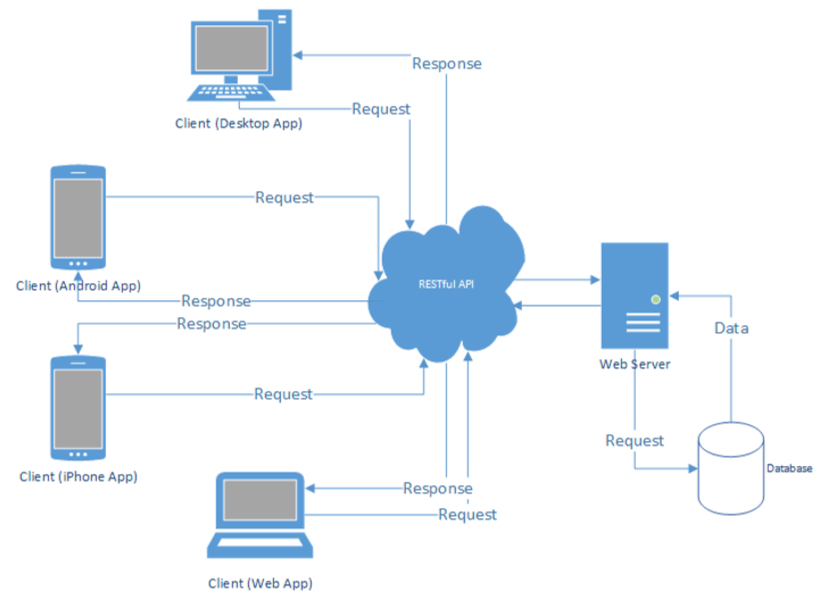 Response
Request
Client (Desktop App)
Request
Client (Android App)
RESTful API
Response
Response
Data
Web Server
Request
Request
Client (iPhone App)
Database
Response
Request
Client (Web App)